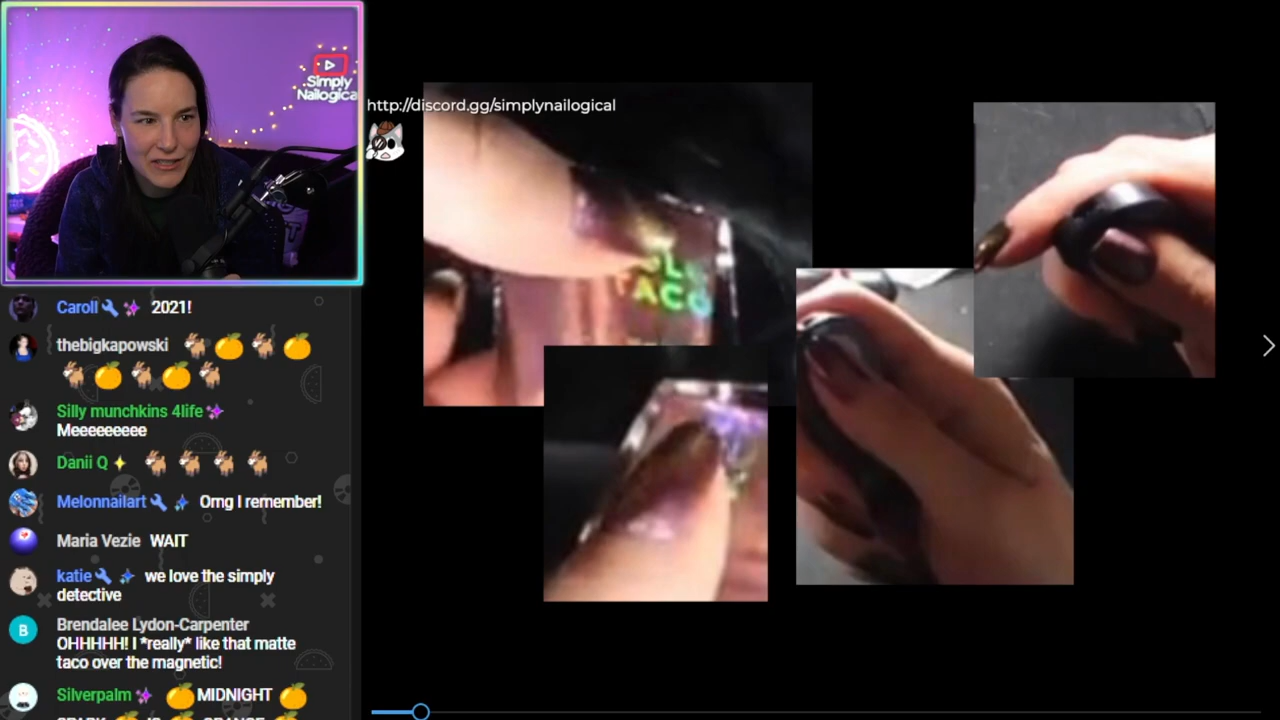 Simply
Nailogical
http://discord.gg/simplynailogical
TACO
Caroll 2021!
thebigkapowski
Silly munchkins 4life
Meeeeeeeee
Danii Q
Melonnailart Omg I remember!
Maria Vezie WAIT
katie we love the simply
detective
B Brendalee Lydon-Carpenter
OHHHHH! I *really* like that matte
taco over the magnetic!
Silverpalm MIDNIGHT